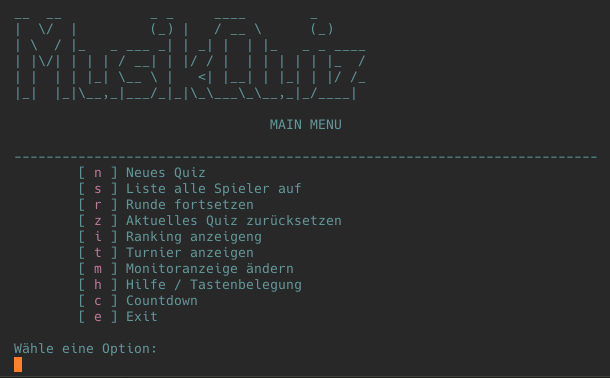 MusikQuiz
MAIN MENU
[ n ] Neues Quiz
[ s ] Liste alle Spieler auf
[ r ] Runde fortsetzen
[ z ] Aktuelles Quiz zurücksetzen
[ i ] Ranking anzeigeng
[ t ] Turnier anzeigen
[ m ] Monitoranzeige ändern
[ h ] Hilfe / Tastenbelegung
[ c ] Countdown
[ e ] Exit
Wähle eine Option: